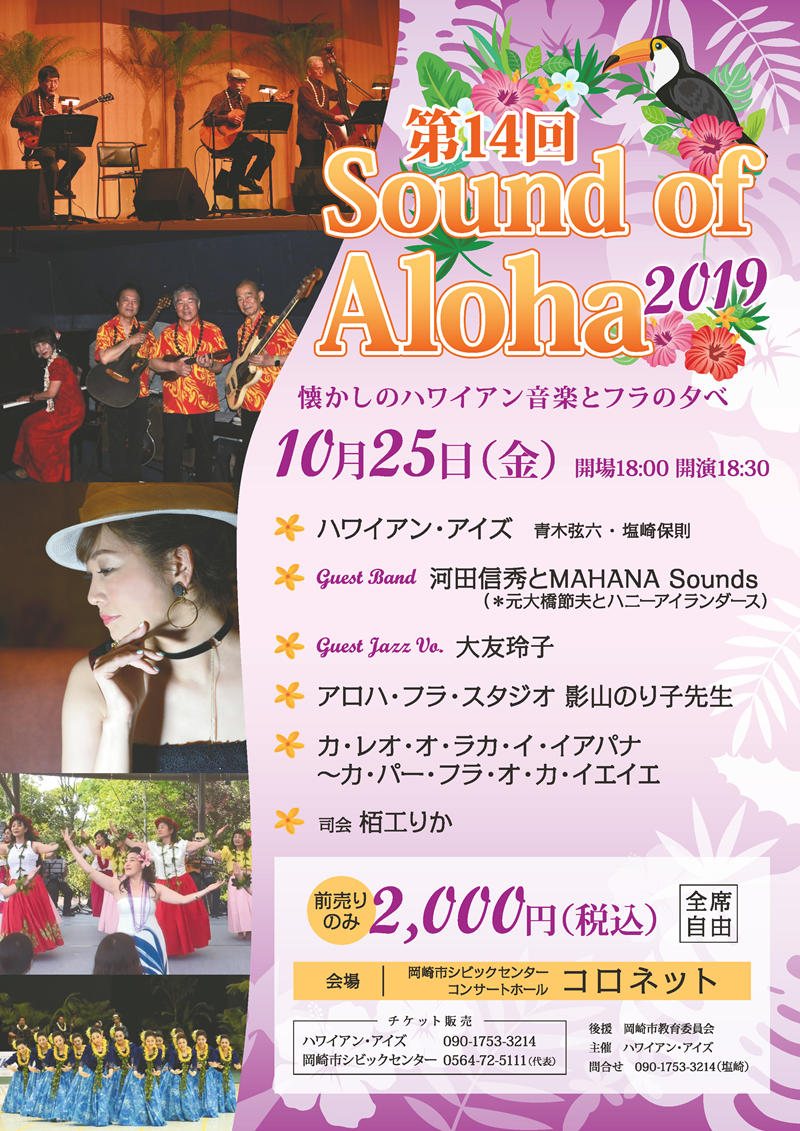 第14回
Sound of
Aloha 2019
懐かしのハワイアン音楽とフラの夕べ
10月25日（金） 開場18:00 開演18:30
ハワイアン・アイズ 青木弦六・塩崎保則
Guest Band 河田信秀とMAHANA Sounds
（＊元大橋節夫とハニーアイランダース）
Guest Jazz Vo. 大友玲子
アロハ・フラ・スタジオ 影山のり子先生
カ・レオ・オ・ラカ・イ・イアパナ
～カ・パー・フラ・オ・カ・イエイエ
司会 栢工りか
前売り
のみ
2,000円（税込）
全席
自由
会場
岡崎市シビックセンター
コンサートホール
コロネット
チケット販売
ハワイアン・アイズ 090-1753-3214
岡崎市シビックセンター 0564-72-5111（代表）
後援 岡崎市教育委員会
主催 ハワイアン・アイズ
問合せ 090-1753-3214（塩崎）